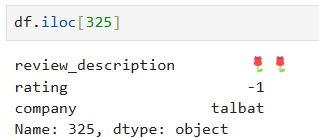 df.iloc[325]
review_description 🌷🌷
rating -1
company talbat
Name: 325, dtype: object